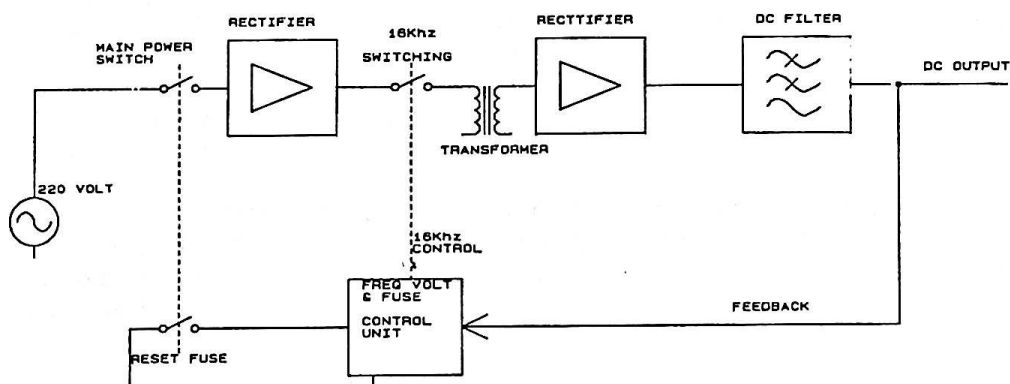 RECTIFIER
16Khz
SWITCHING
RECTTIFIER
DC FILTER
MAIN POWER
SWITCH
DC OUTPUT
TRANSFORMER
220 VOLT
16Khz
CONTROL
FREQ VOLT
& FUSE
CONTROL
UNIT
FEEDBACK
RESET FUSE